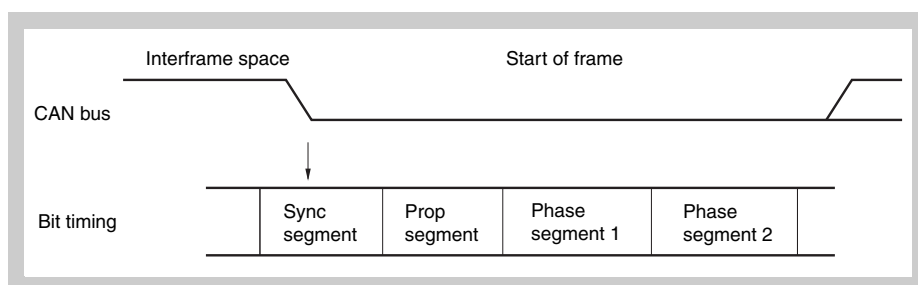 Interframe space Start of frame
CAN bus
Bit timing
Sync segment
Prop segment
Phase segment 1
Phase segment 2